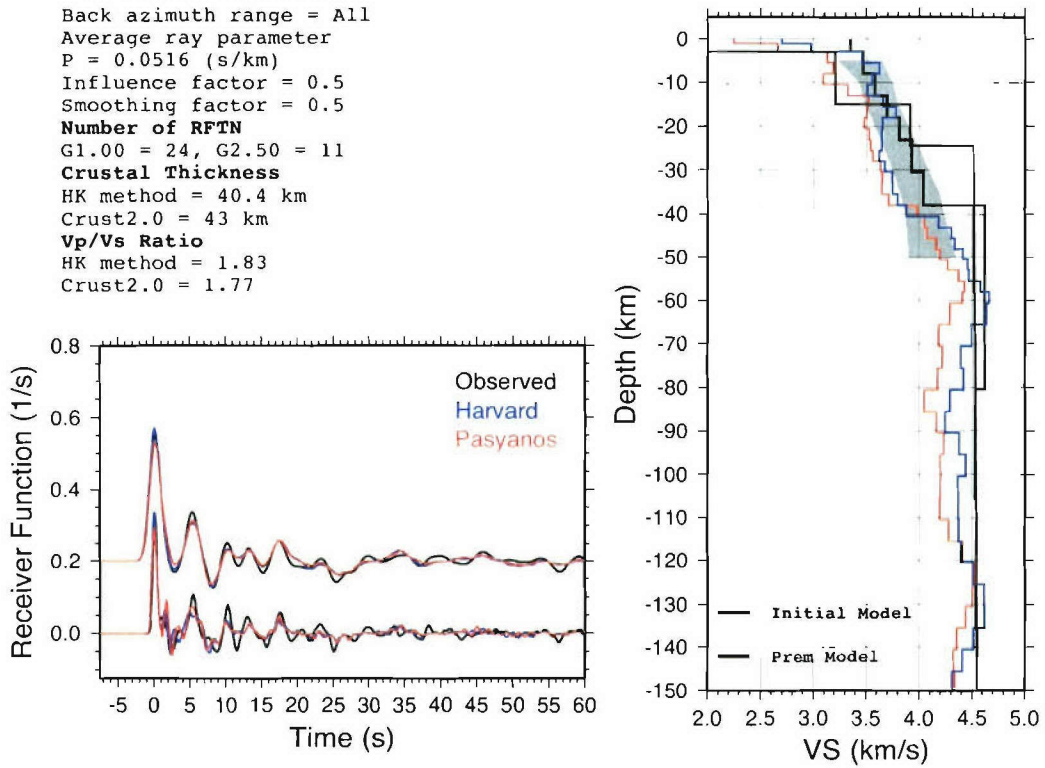 Back azimuth range = All
Average ray parameter
P = 0.0516 (s/km)
Influence factor = 0.5
Smoothing factor = 0.5
Number of RFTN
G1.00 = 24, G2.50 = 11
Crustal Thickness
HK method = 40.4 km
Crust2.0 = 43 km
Vp/Vs Ratio
HK method = 1.83
Crust2.0 = 1.77
Receiver Function (1/s)
0.8
0.6
0.4
0.2
0.0
Observed
Harvard
Pasyanos
-5 0 5 10 15 20 25 30 35 40 45 50 55 60
Time (s)
Depth (km)
0
-10
-20
-30
-40
-50
-60
-70
-80
-90
-100
-110
-120
-130
-140
-150
Initial Model
Prem Model
2.0 2.5 3.0 3.5 4.0 4.5 5.0
VS (km/s)